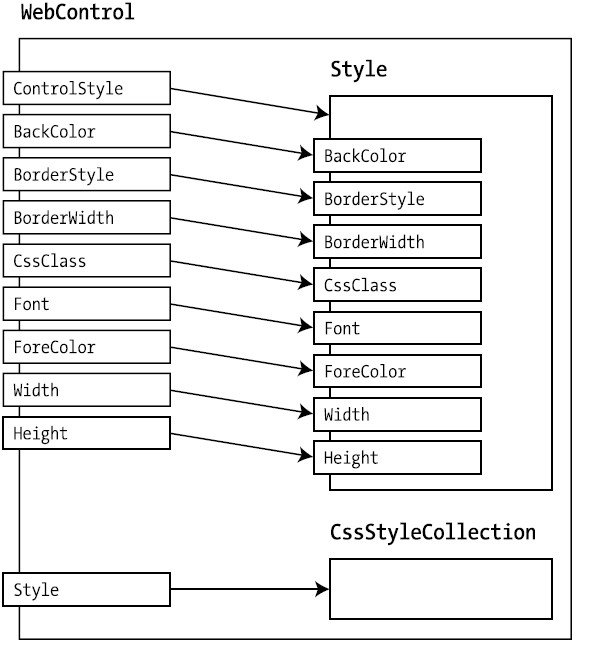 WebControl
Style
ControlStyle
BackColor
BorderStyle
BorderWidth
CssClass
Font
ForeColor
Width
Height
BackColor
BorderStyle
BorderWidth
CssClass
Font
ForeColor
Width
Height
CssStyleCollection
Style